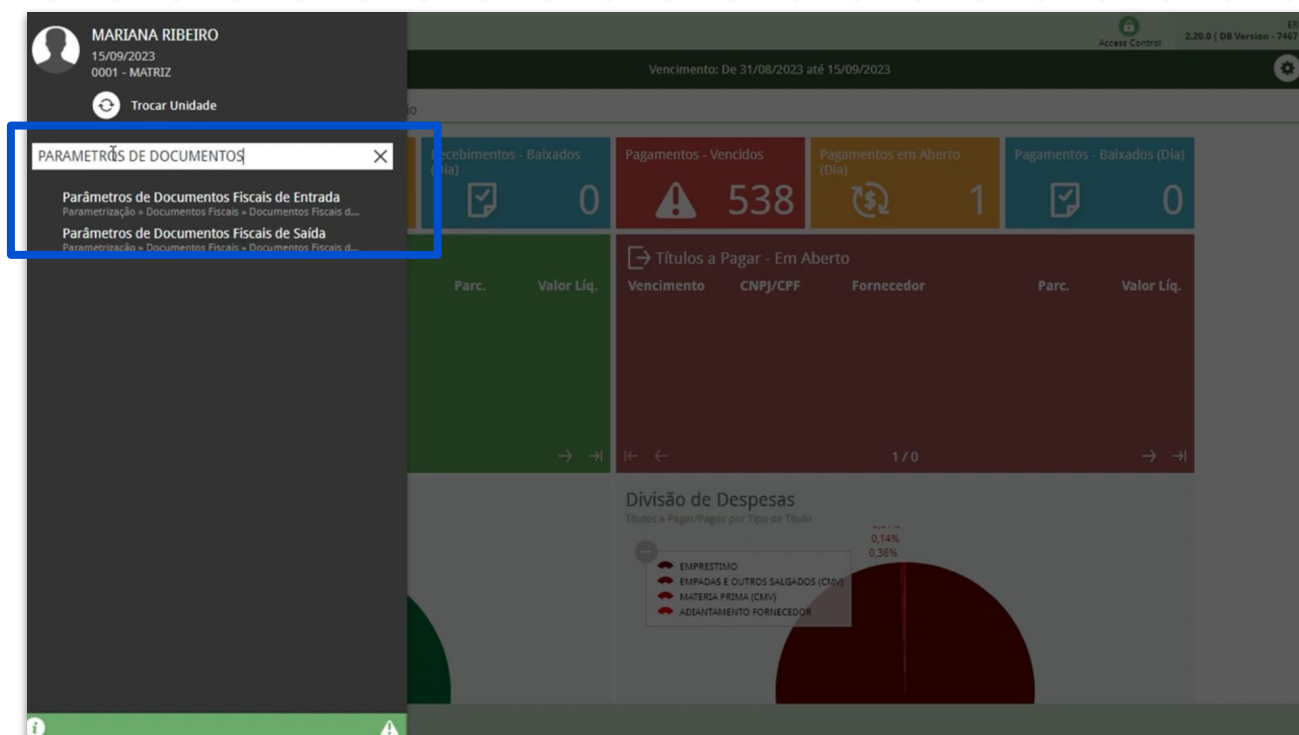 MARIANA RIBEIRO
15/09/2023
0001 - MATRIZ
Trocar Unidade
PARAMETROS DE DOCUMENTOS
Parâmetros de Documentos Fiscais de Entrada
Parametrização » Documentos Fiscais » Documentos Fiscais d...
Parâmetros de Documentos Fiscais de Saída
Parametrização » Documentos Fiscais » Documentos Fiscais d...
Access Control
2.20.0 ( DB Version - 7467
Vencimento: De 31/08/2023 até 15/09/2023
Recebimentos - Baixados
(Dia)
0
Pagamentos - Vencidos
538
Pagamentos em Aberto
(Dia)
1
Pagamentos - Baixados (Dia)
0
Parc. Valor Líq.
Títulos a Pagar - Em Aberto
Vencimento CNPJ/CPF Fornecedor Parc. Valor Líq.
1 / 0
Divisão de Despesas
Títulos a Pagar/Pagos por Tipo de Título
0,14%
0,36%
EMPRESTIMO
EMPADAS E OUTROS SALGADOS (CMV)
MATERIA PRIMA (CMV)
ADIANTAMENTO FORNECEDOR